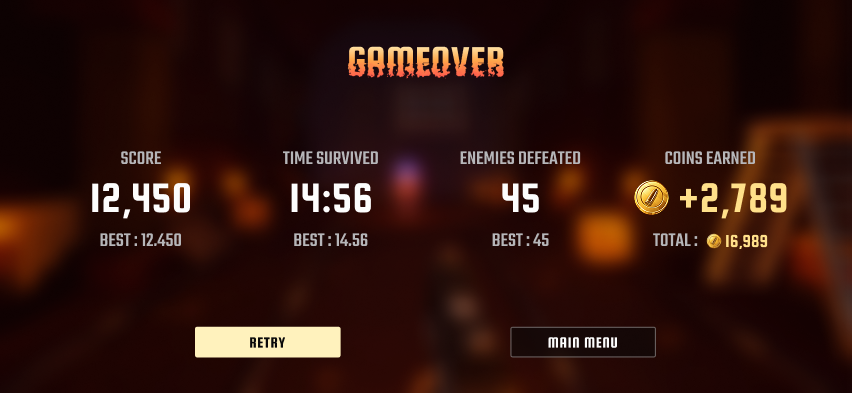 GAMEOVER
SCORE
12,450
BEST : 12.450
TIME SURVIVED
14:56
BEST : 14.56
ENEMIES DEFEATED
45
BEST : 45
COINS EARNED
+2,789
TOTAL : 16,989
RETRY
MAIN MENU